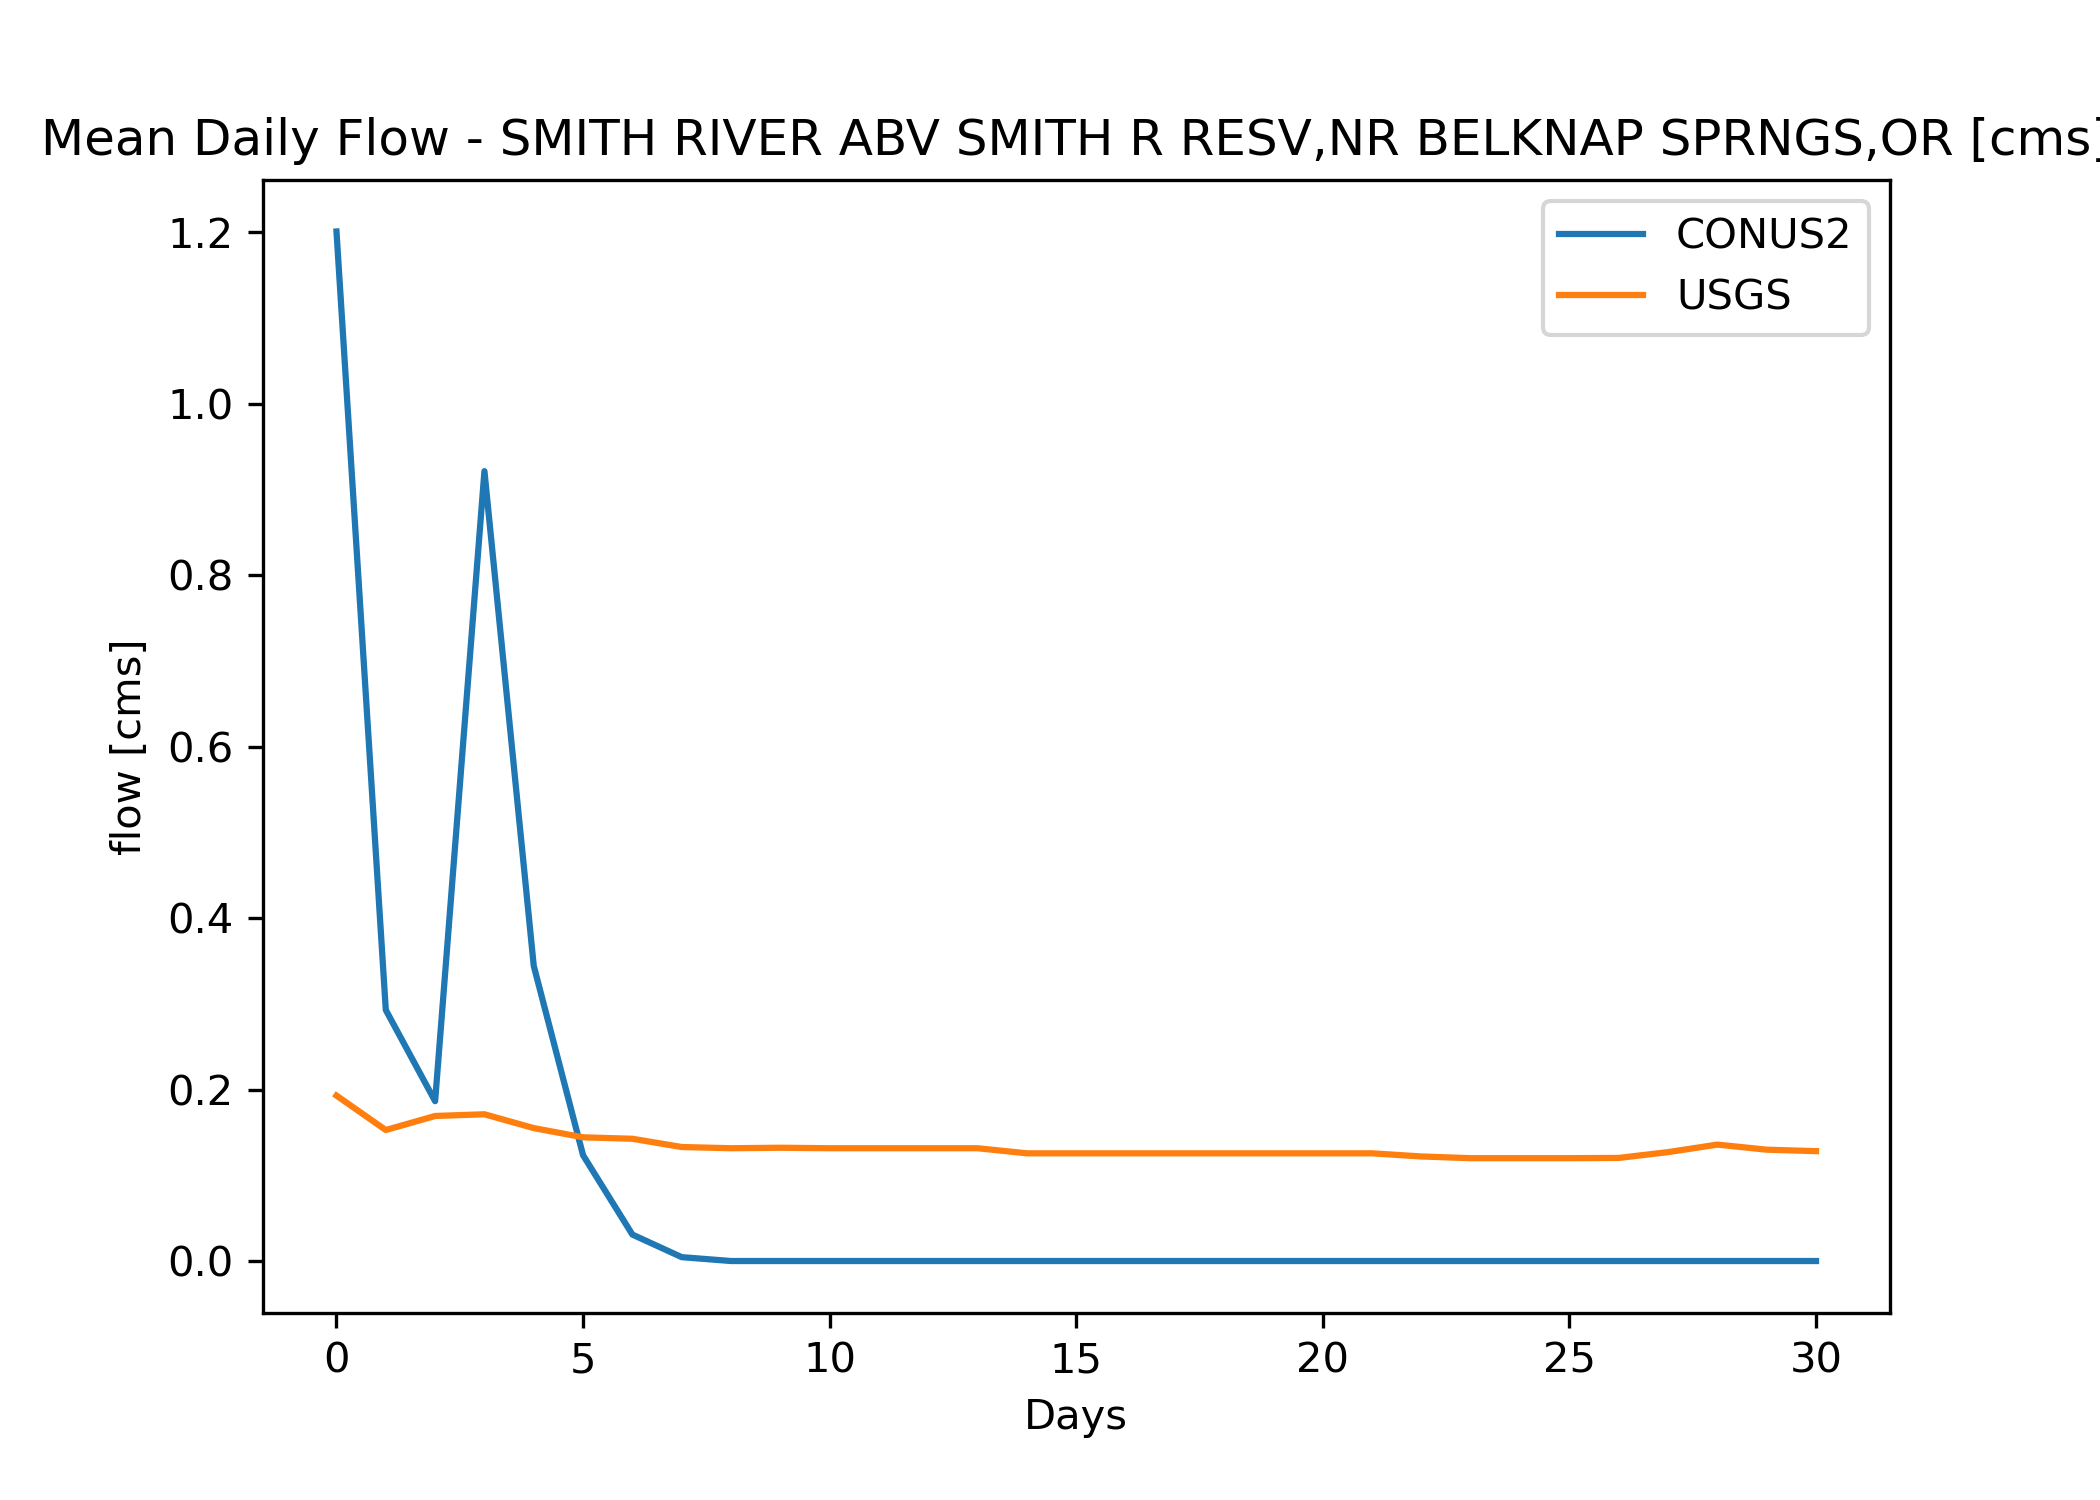 Mean Daily Flow - SMITH RIVER ABV SMITH R RESV,NR BELKNAP SPRNGS,OR [cms]
CONUS2
USGS
1.2
1.0
0.8
0.6
0.4
0.2
0.0
flow [cms]
0 5 10 15 20 25 30
Days